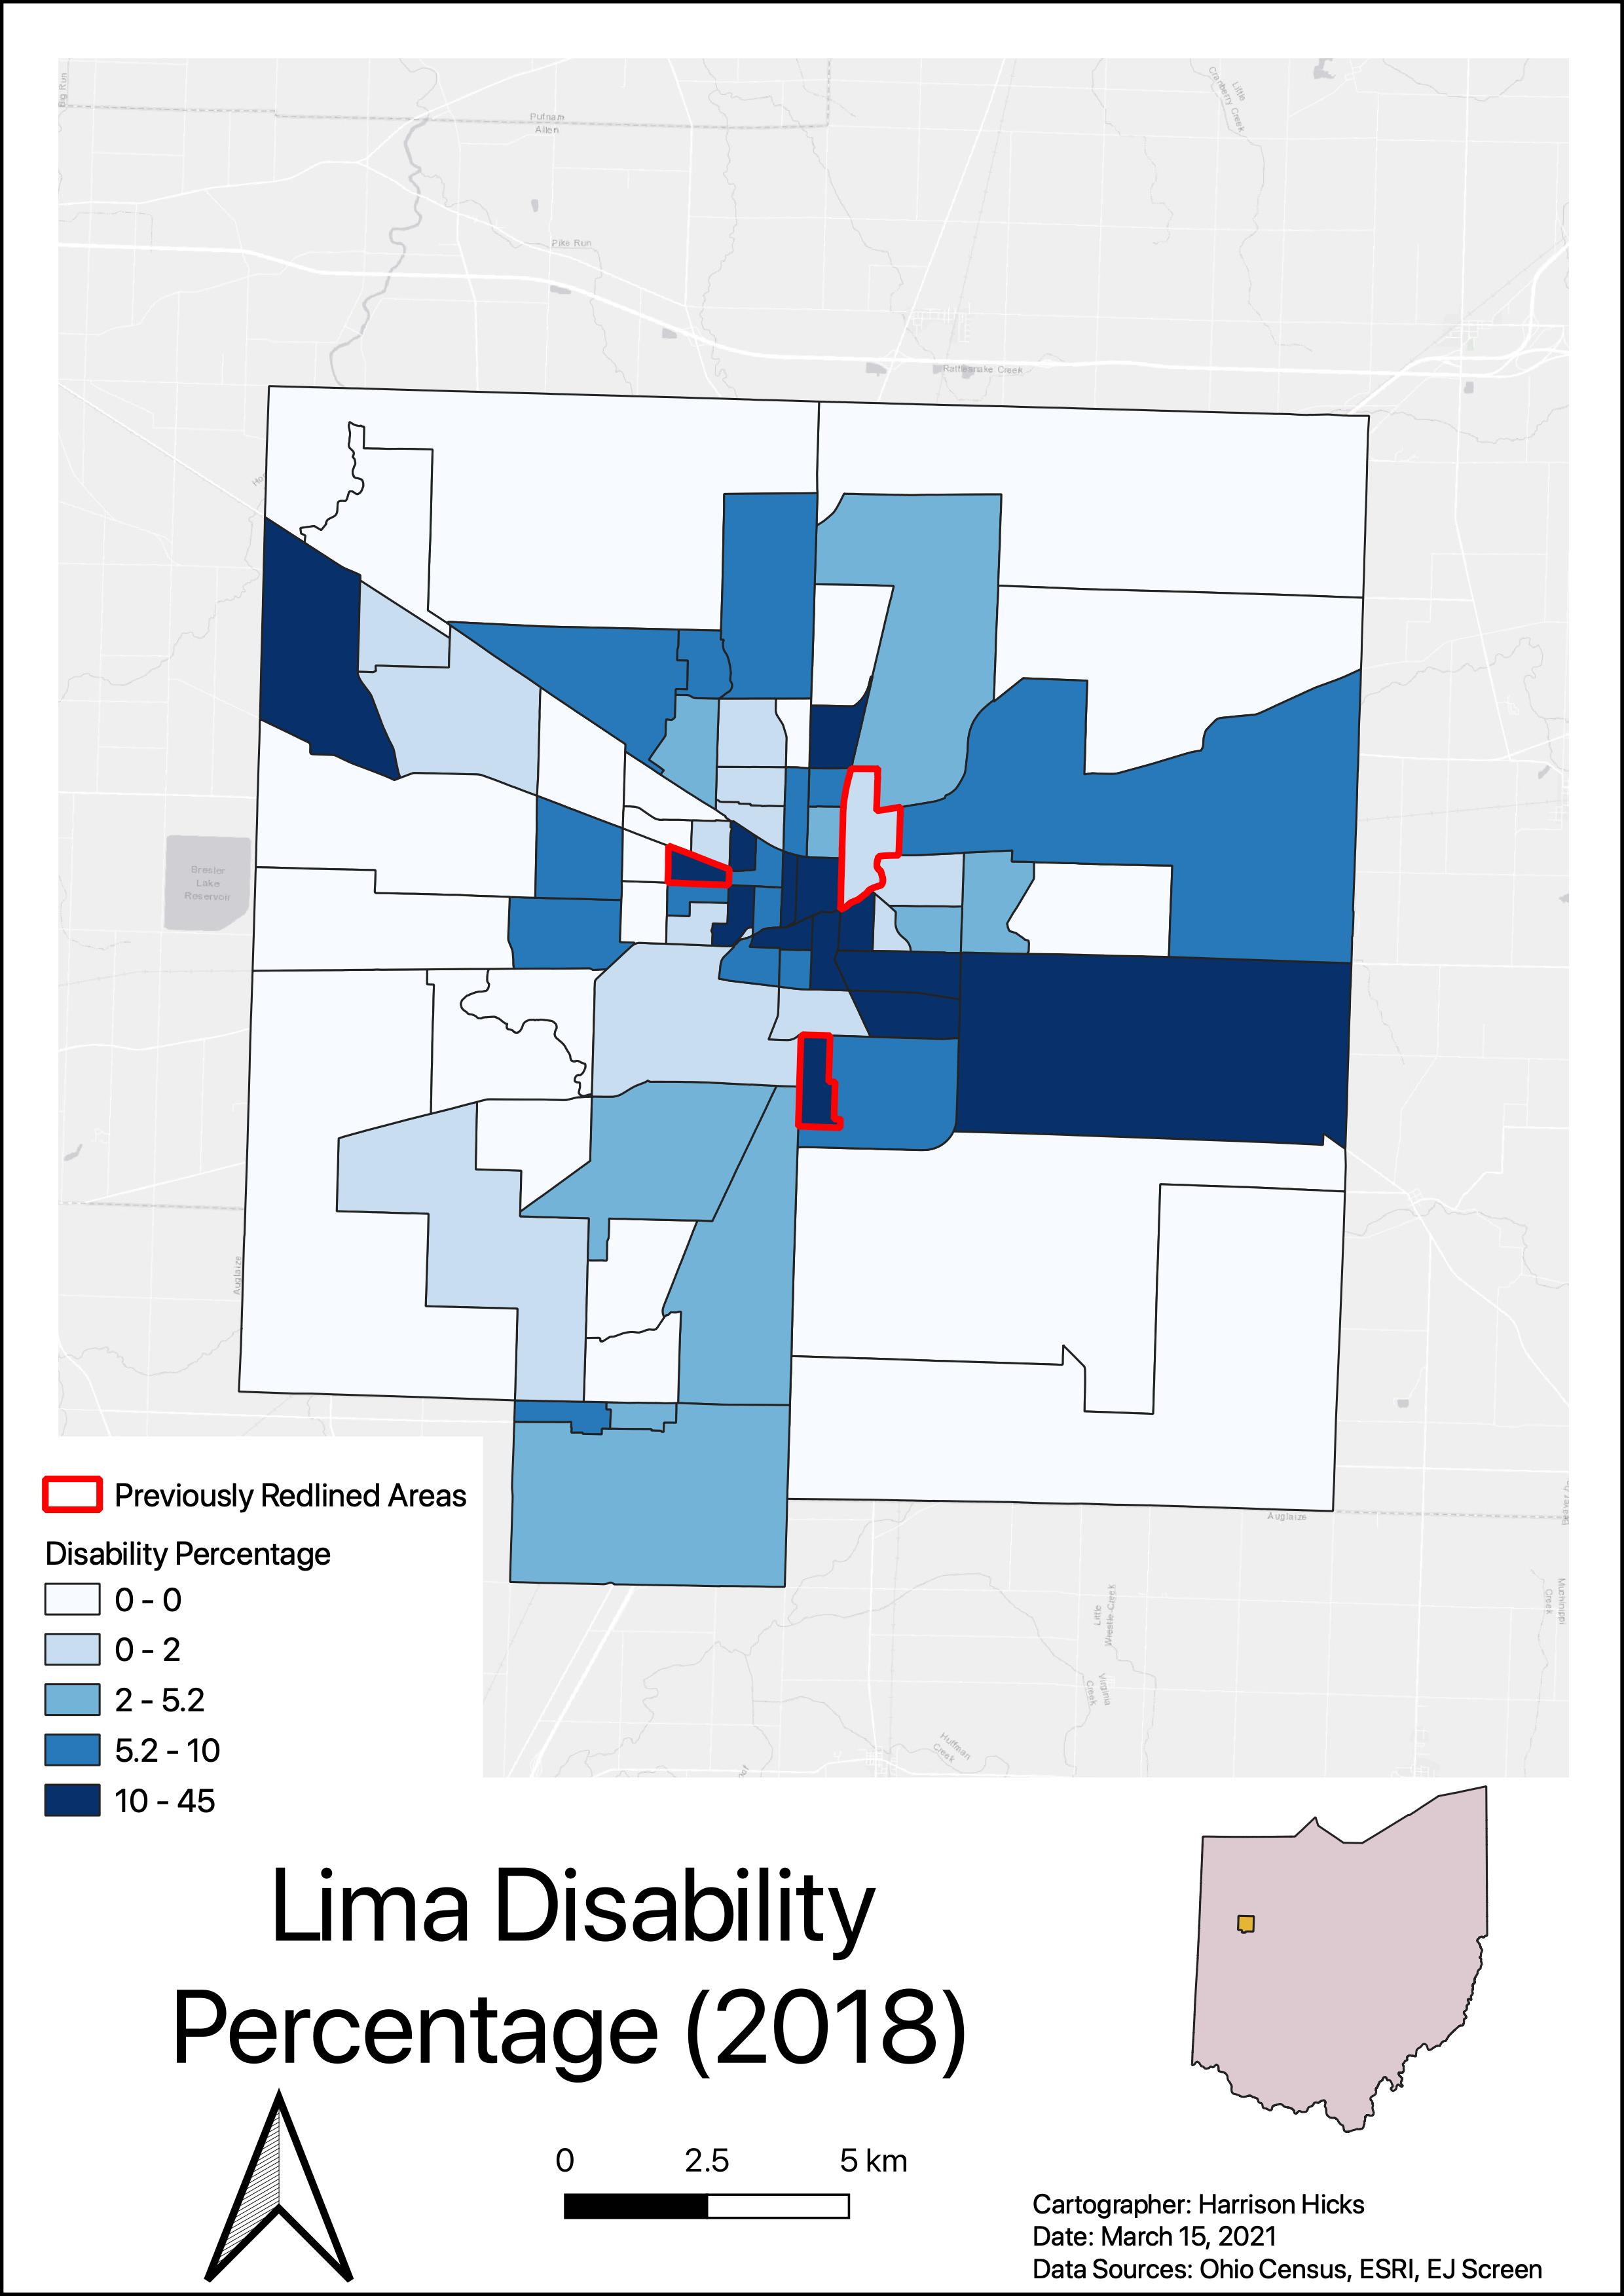 Big Run
Putnam
Allen
Little
Cranberry Creek
Pike Run
Rattlesnake Creek
Bresler
Lake
Reservoir
Auglaize
Auglaize
Little
Wrestle Creek
Virginia
Creek
Huffman
Creek
Creek
Previously Redlined Areas
Disability Percentage
0 - 0
0 - 2
2 - 5.2
5.2 - 10
10 - 45
Lima Disability
Percentage (2018)
0 2.5 5 km
Cartographer: Harrison Hicks
Date: March 15, 2021
Data Sources: Ohio Census, ESRI, EJ Screen